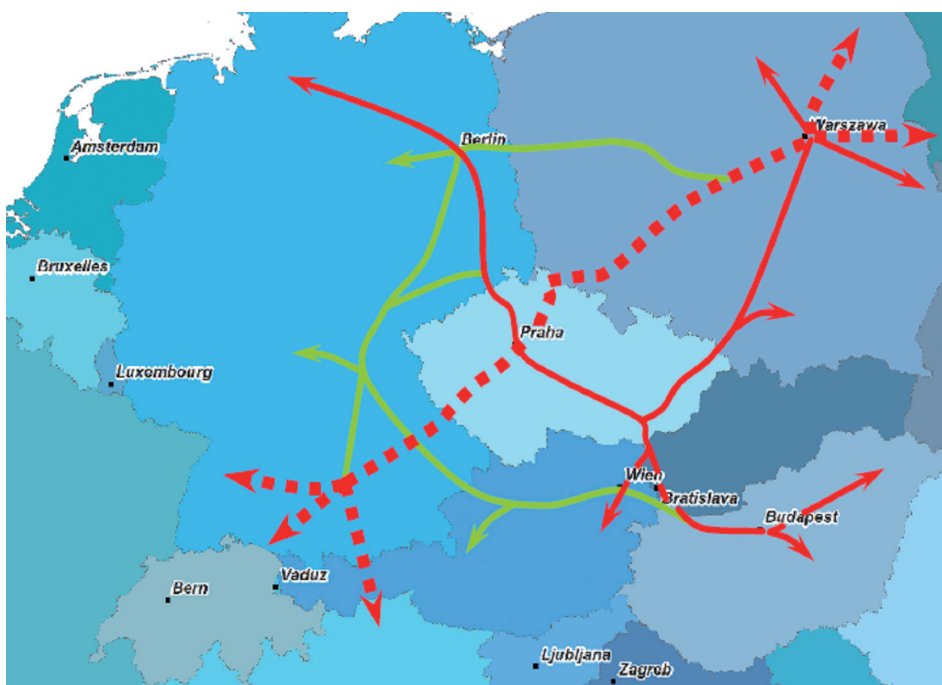 Berlin
Warszawa
Amsterdam
Bruxelles
Praha
Luxembourg
Wien
Bratislava
Budapest
Bern
Vaduz
Ljubljana
Zagreb